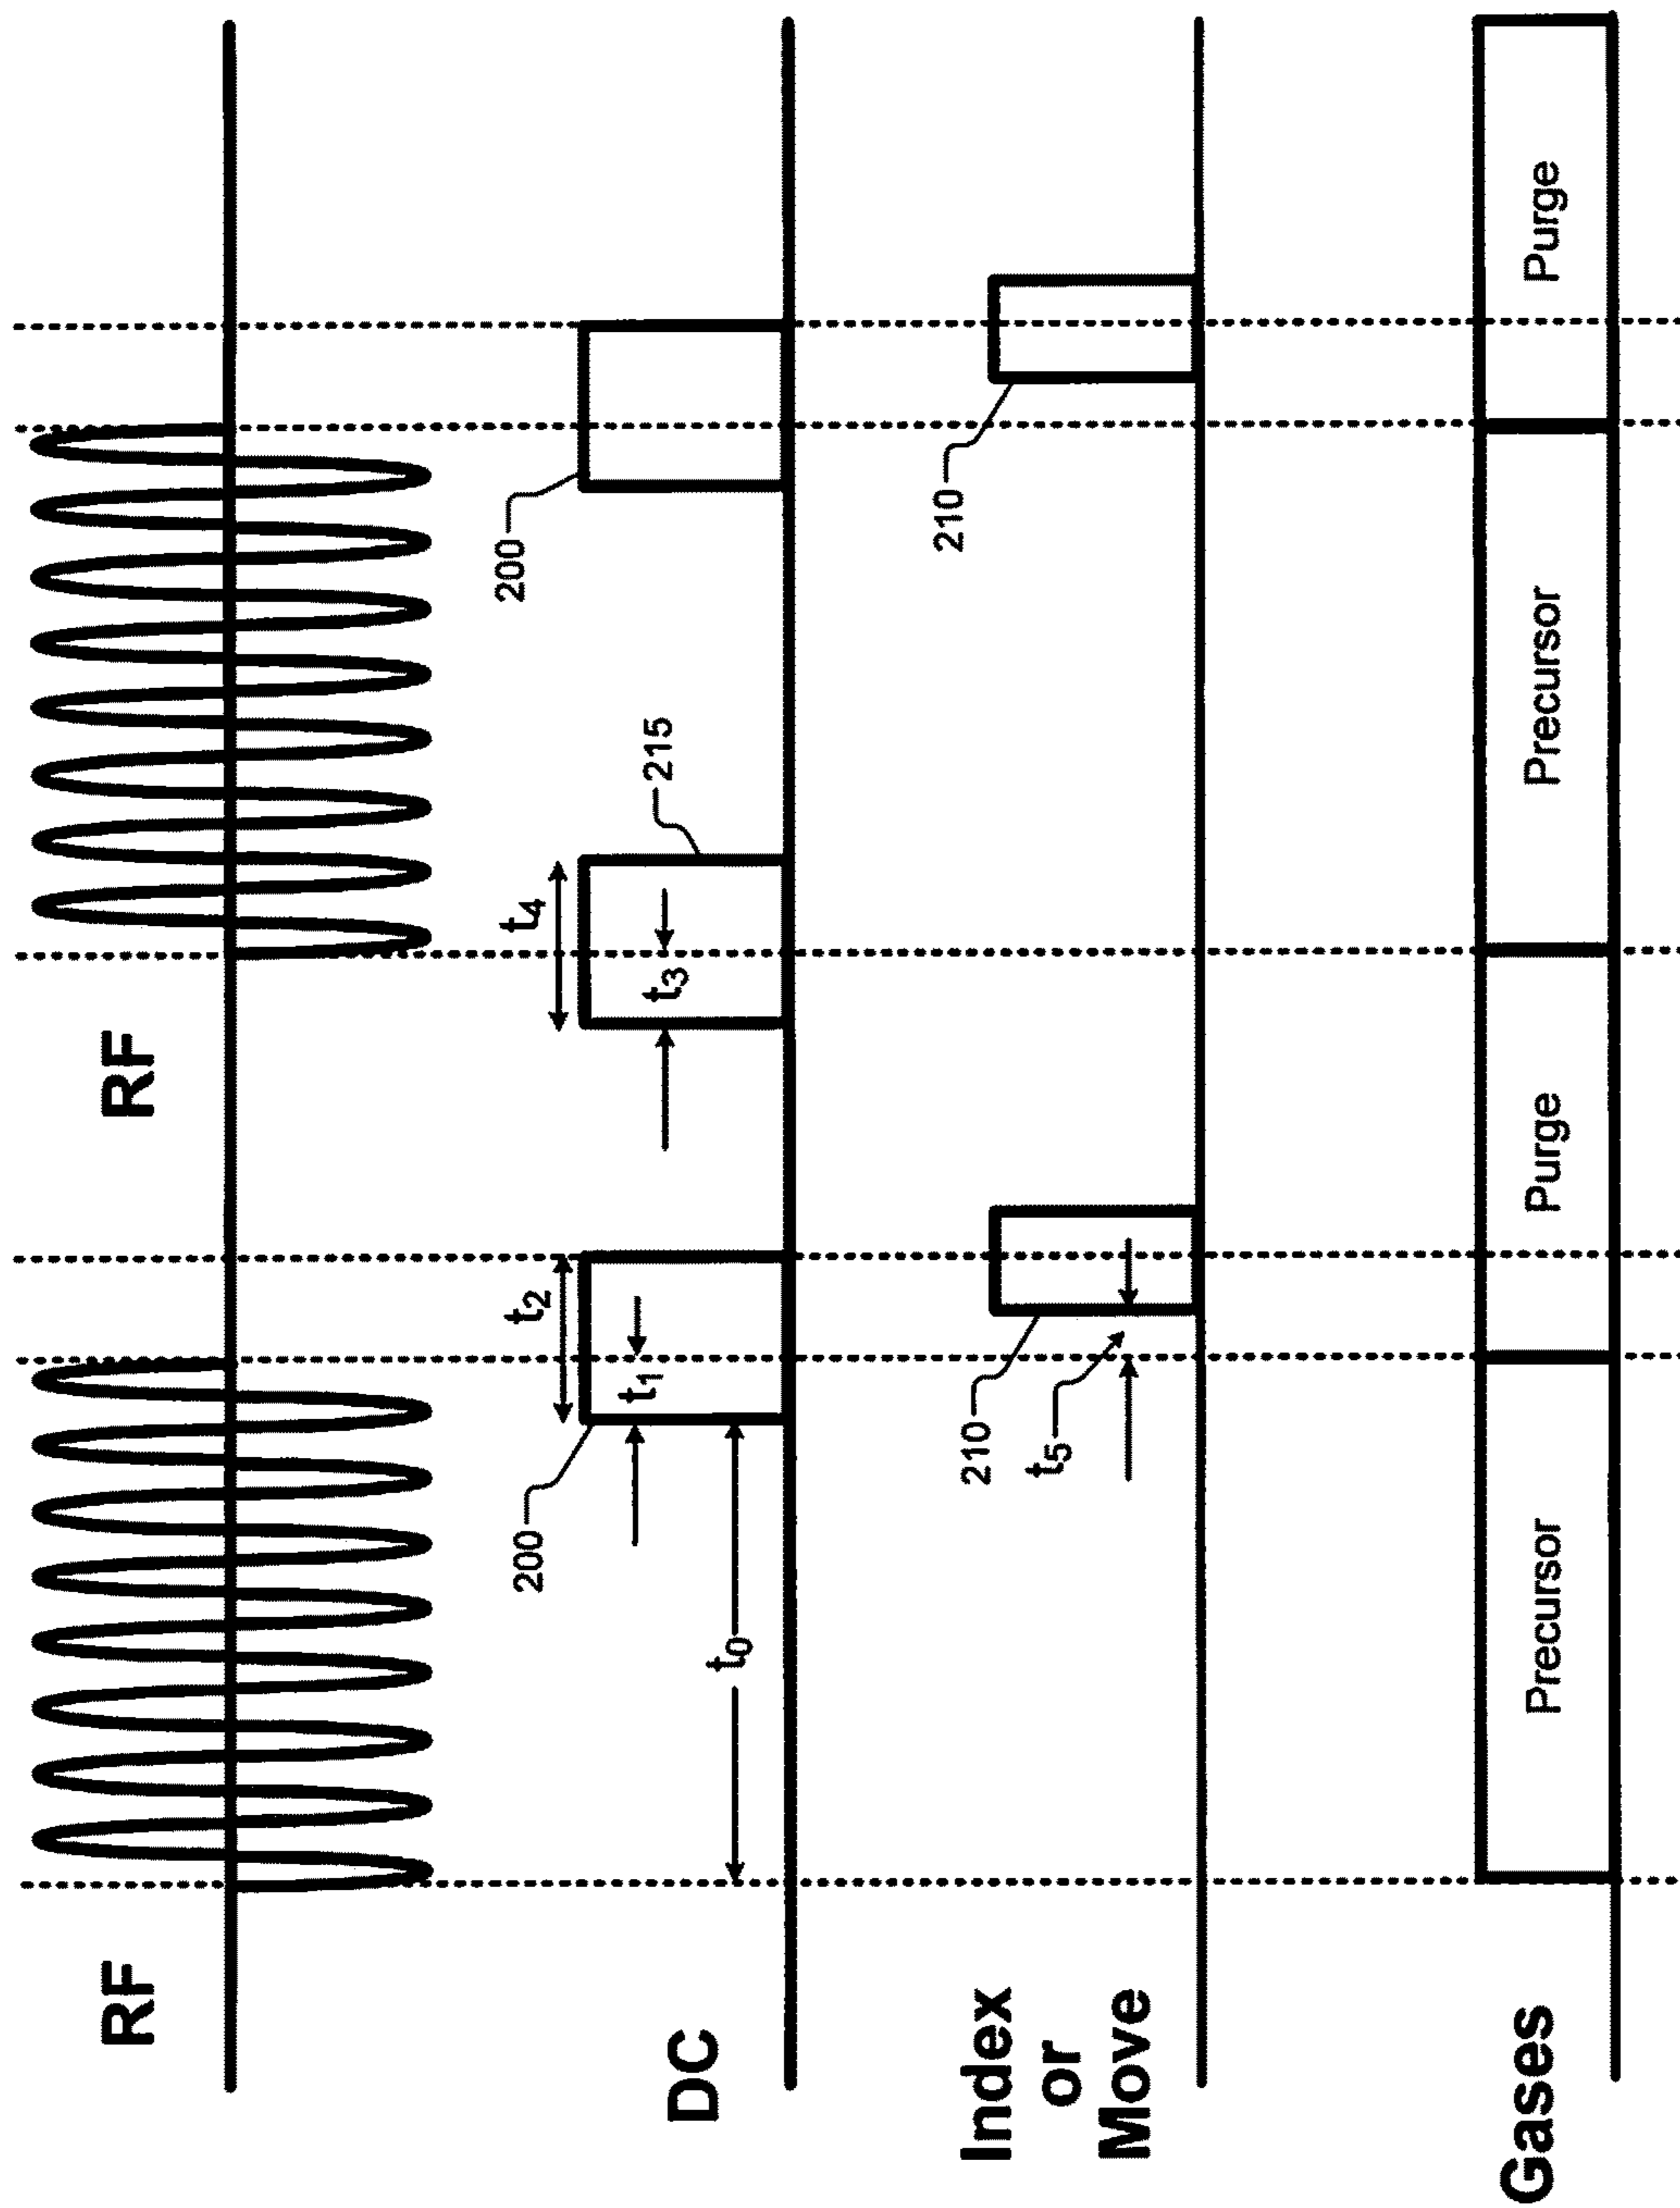 RF
RF
DC
200
t0
t1
t2
t3
t4
215
200
Index
or
Move
210
t5
210
Gases
Precursor
Purge
Precursor
Purge